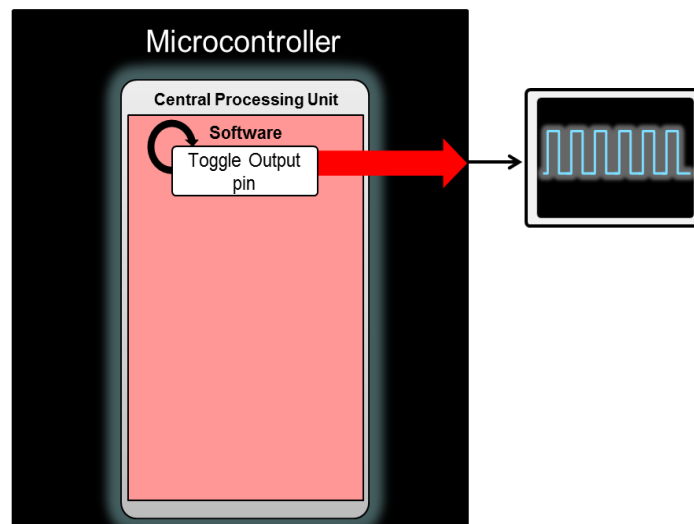 Microcontroller
Central Processing Unit
Software
Toggle Output
pin